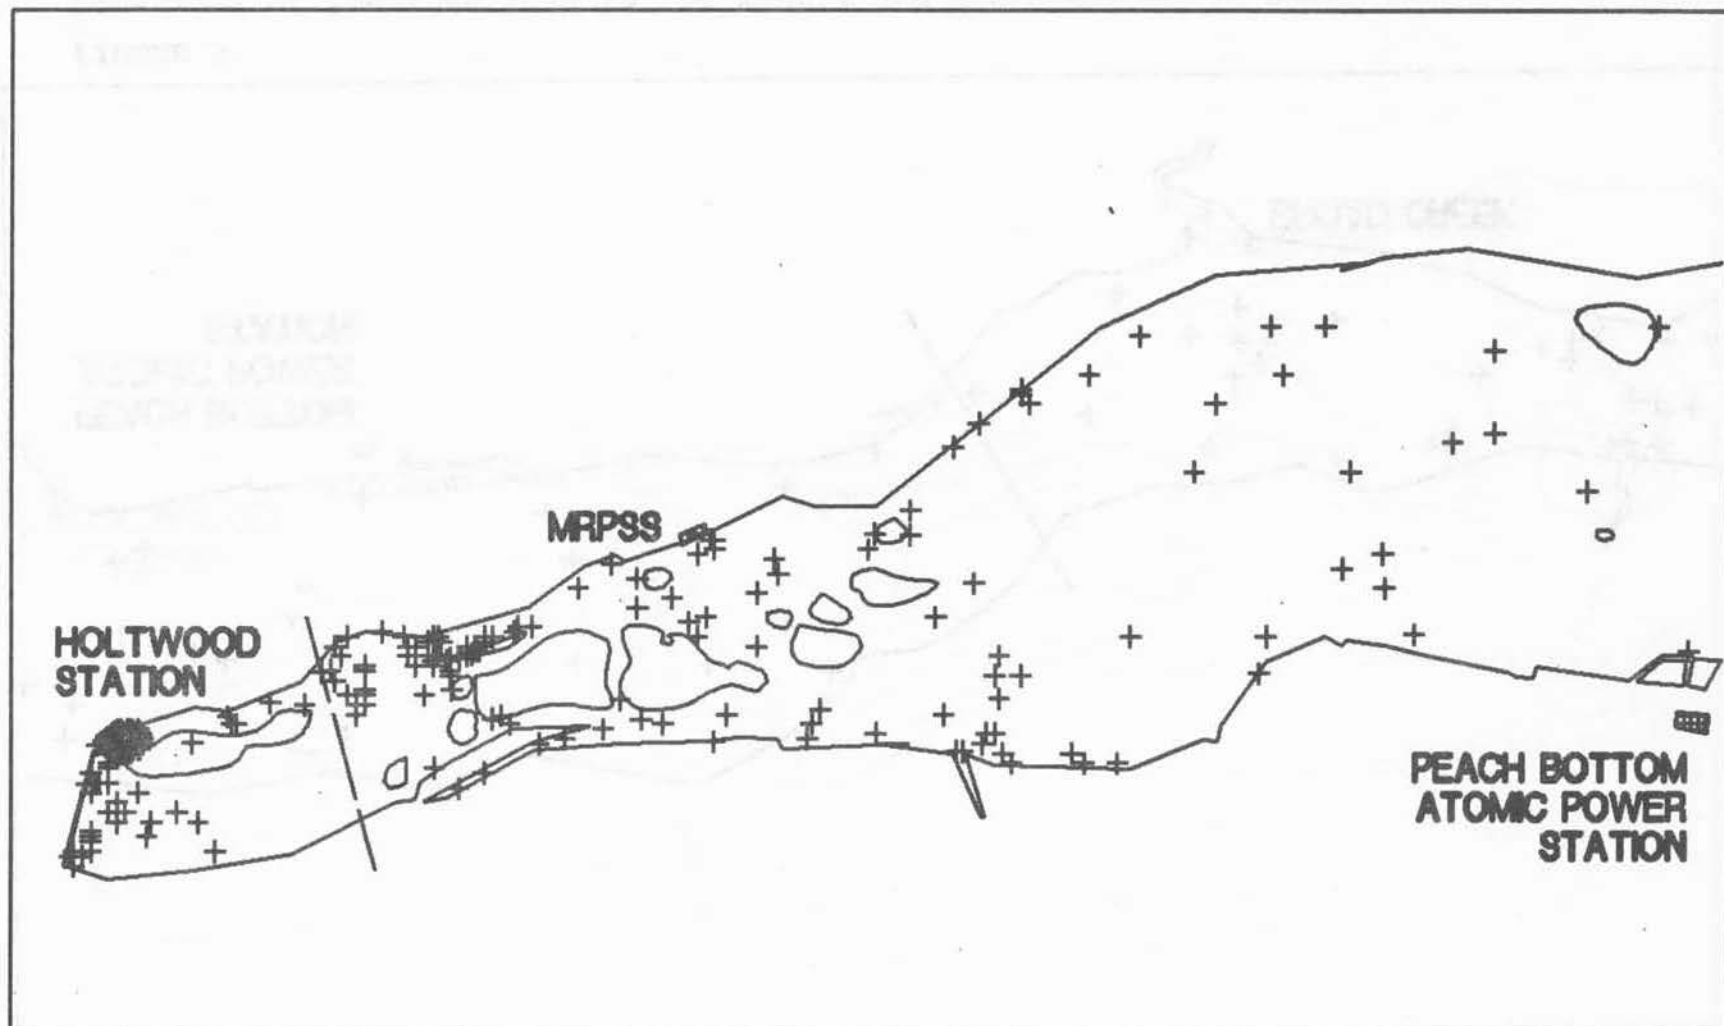 MRPSS
HOLTWOOD
STATION
PEACH BOTTOM
ATOMIC POWER
STATION